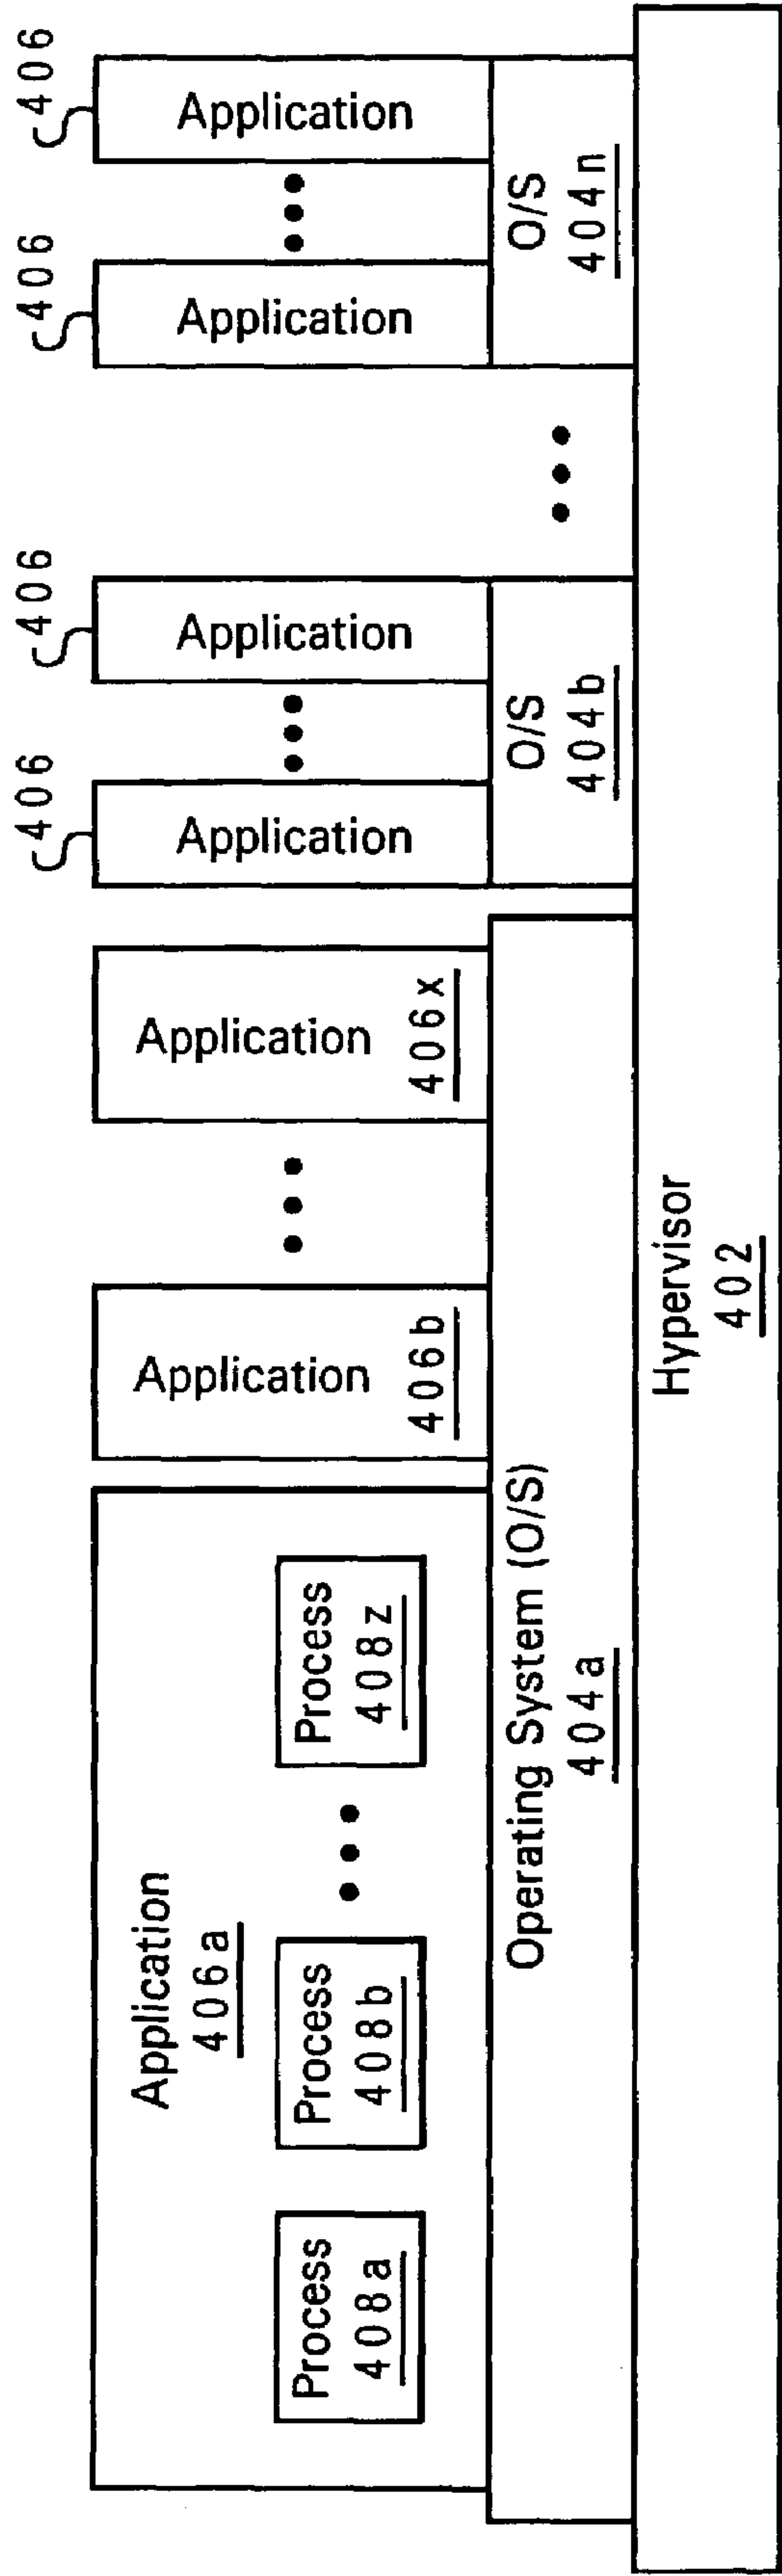 406
406
406
406
Application
406a
Process
408a
Process
408b
Process
408z
Application
406b
Application
406x
Application
Application
Application
Application
Operating System (O/S)
404a
O/S
404b
O/S
404n
Hypervisor
402